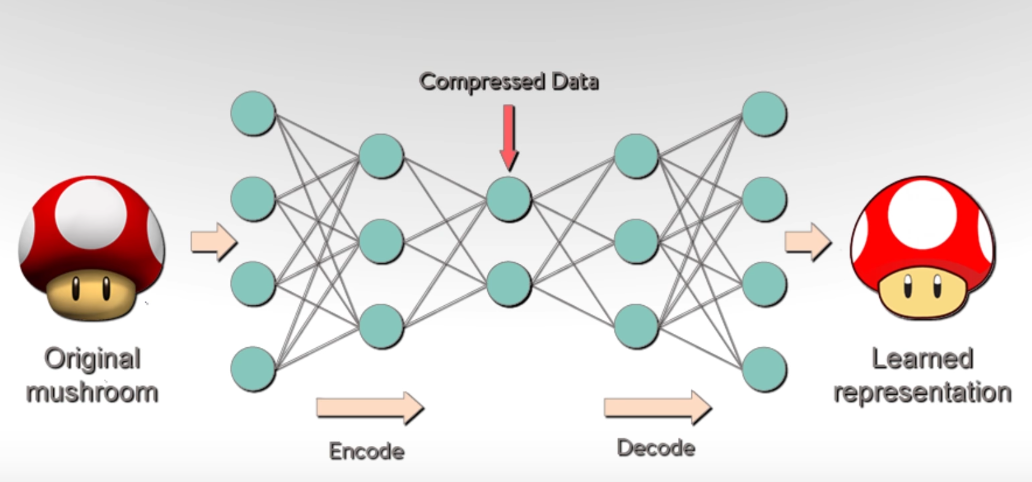 Compressed Data
Original
mushroom
Learned
representation
Encode
Decode